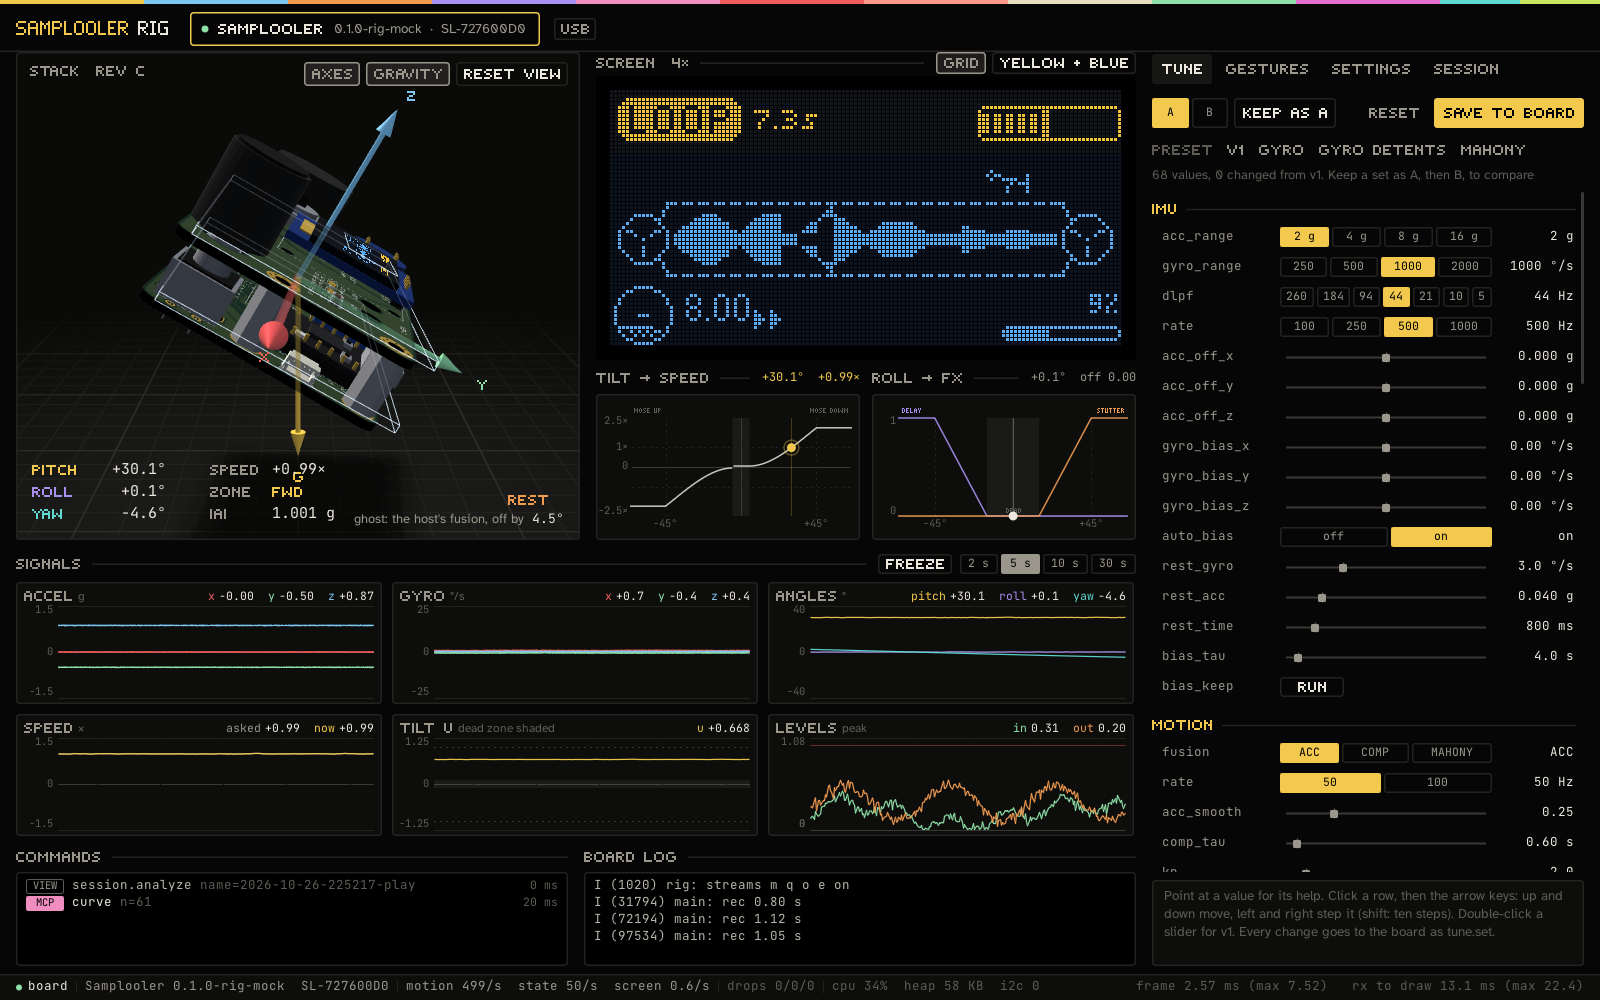 SAMPLOOLER RIG
SAMPLOOLER 0.1.0-rig-mock · SL-727600D0
USB
STACK REV C
AXES GRAVITY RESET VIEW
Z
X
Y
G
PITCH +30.1° SPEED +0.99×
ROLL +0.1° ZONE FWD
YAW -4.6° |A| 1.001 g
REST
ghost: the host's fusion, off by 4.5°
SCREEN 4× GRID YELLOW + BLUE
LOOP 7.3s
8.00
9%
TILT → SPEED +30.1° +0.99×
NOSE UP NOSE DOWN
2.5×
1×
0
-2.5×
-45° +45°
ROLL → FX +0.1° off 0.00
DELAY STUTTER
1
0
DEAD
-45° +45°
SIGNALS FREEZE 2 s 5 s 10 s 30 s
ACCEL g x -0.00 y -0.50 z +0.87
1.5
0
-1.5
GYRO °/s x +0.7 y -0.4 z +0.4
25
0
-25
ANGLES ° pitch +30.1 roll +0.1 yaw -4.6
40
0
-40
SPEED × asked +0.99 now +0.99
1.5
0
-1.5
TILT U dead zone shaded u +0.668
1.25
0
-1.25
LEVELS peak in 0.31 out 0.20
1.08
0
COMMANDS
VIEW session.analyze name=2026-10-26-225217-play 0 ms
MCP curve n=61 20 ms
BOARD LOG
I (1020) rig: streams m q o e on
I (31794) main: rec 0.80 s
I (72194) main: rec 1.12 s
I (97534) main: rec 1.05 s
TUNE GESTURES SETTINGS SESSION
A B KEEP AS A RESET SAVE TO BOARD
PRESET V1 GYRO GYRO DETENTS MAHONY
68 values, 0 changed from v1. Keep a set as A, then B, to compare
IMU
acc_range 2 g 4 g 8 g 16 g 2 g
gyro_range 250 500 1000 2000 1000 °/s
dlpf 260 184 94 44 21 10 5 44 Hz
rate 100 250 500 1000 500 Hz
acc_off_x 0.000 g
acc_off_y 0.000 g
acc_off_z 0.000 g
gyro_bias_x 0.00 °/s
gyro_bias_y 0.00 °/s
gyro_bias_z 0.00 °/s
auto_bias off on on
rest_gyro 3.0 °/s
rest_acc 0.040 g
rest_time 800 ms
bias_tau 4.0 s
bias_keep RUN
MOTION
fusion ACC COMP MAHONY ACC
rate 50 100 50 Hz
acc_smooth 0.25
comp_tau 0.60 s
kp 2.0
Point at a value for its help. Click a row, then the arrow keys: up and
down move, left and right step it (shift: ten steps). Double-click a
slider for v1. Every change goes to the board as tune.set.
board Samplooler 0.1.0-rig-mock SL-727600D0 motion 499/s state 50/s screen 0.6/s drops 0/0/0 cpu 34% heap 58 KB i2c 0 frame 2.57 ms (max 7.52) rx to draw 13.1 ms (max 22.4)